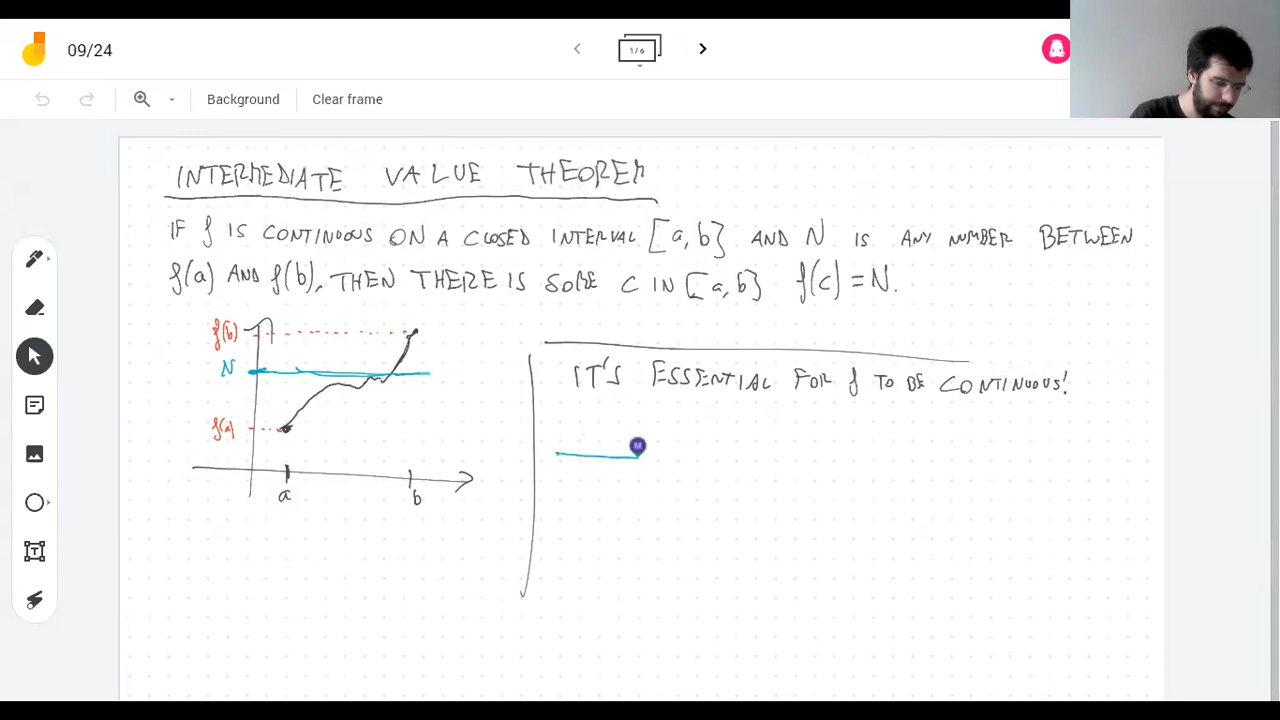 09/24
1/6
Background
Clear frame
INTERMEDIATE VALUE THEOREM
IF f IS CONTINUOUS ON A CLOSED INTERVAL [a, b] AND N IS ANY NUMBER BETWEEN
f(a) AND f(b), THEN THERE IS SOME C IN [a, b] f(c) = N.
f(b)
N
f(a)
a
b
IT'S ESSENTIAL FOR f TO BE CONTINUOUS!
M